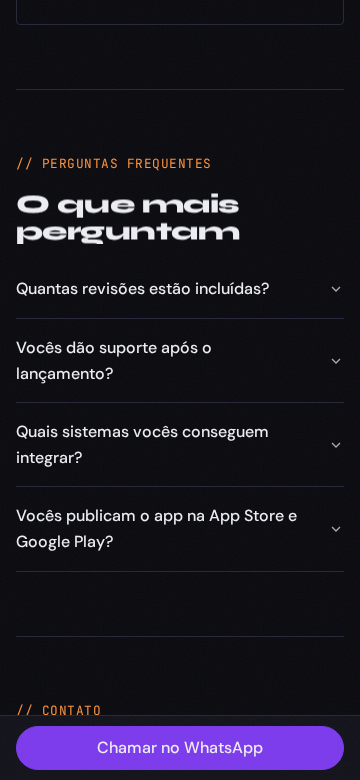 // PERGUNTAS FREQUENTES
O que mais
perguntam
Quantas revisões estão incluídas?
Vocês dão suporte após o
lançamento?
Quais sistemas vocês conseguem
integrar?
Vocês publicam o app na App Store e
Google Play?
// CONTATO
Chamar no WhatsApp